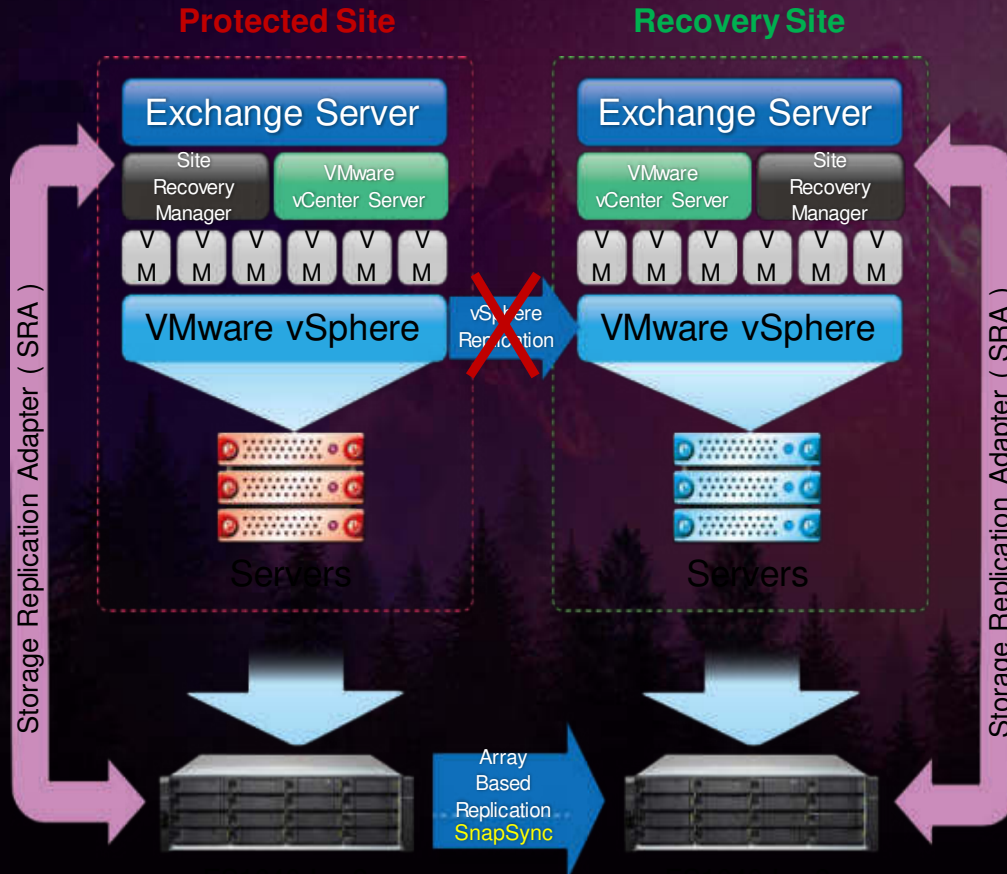 Protected Site
Recovery Site
Exchange Server
Site
Recovery
Manager
VMware
vCenter Server
V
M
V
M
V
M
V
M
V
M
V
M
VMware vSphere
Servers
vSphere
Replication
Exchange Server
VMware
vCenter Server
Site
Recovery
Manager
V
M
V
M
V
M
V
M
V
M
V
M
VMware vSphere
Servers
Storage Replication Adapter ( SRA )
Storage Replication Adapter ( SRA )
Array
Based
Replication
SnapSync